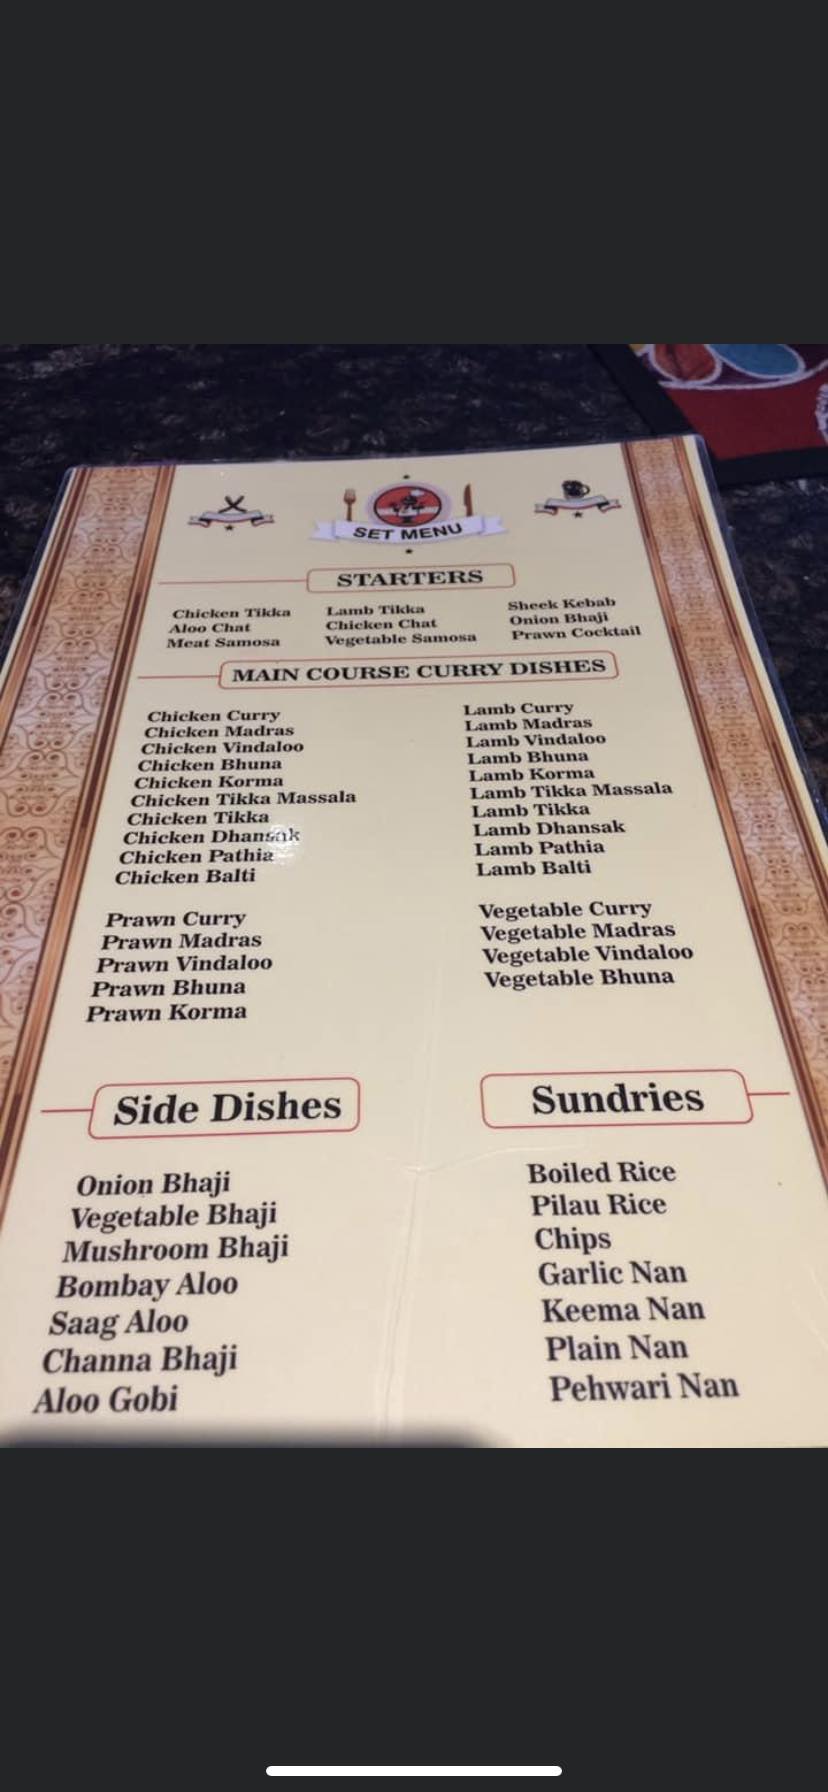 SET MENU
STARTERS
Chicken Tikka Lamb Tikka Sheek Kebab
Aloo Chat Chicken Chat Onion Bhaji
Meat Samosa Vegetable Samosa Prawn Cocktail
MAIN COURSE CURRY DISHES
Chicken Curry
Chicken Madras
Chicken Vindaloo
Chicken Bhuna
Chicken Korma
Chicken Tikka Massala
Chicken Tikka
Chicken Dhansak
Chicken Pathia
Chicken Balti
Lamb Curry
Lamb Madras
Lamb Vindaloo
Lamb Bhuna
Lamb Korma
Lamb Tikka Massala
Lamb Tikka
Lamb Dhansak
Lamb Pathia
Lamb Balti
Prawn Curry
Prawn Madras
Prawn Vindaloo
Prawn Bhuna
Prawn Korma
Vegetable Curry
Vegetable Madras
Vegetable Vindaloo
Vegetable Bhuna
Side Dishes
Onion Bhaji
Vegetable Bhaji
Mushroom Bhaji
Bombay Aloo
Saag Aloo
Channa Bhaji
Aloo Gobi
Sundries
Boiled Rice
Pilau Rice
Chips
Garlic Nan
Keema Nan
Plain Nan
Pehwari Nan